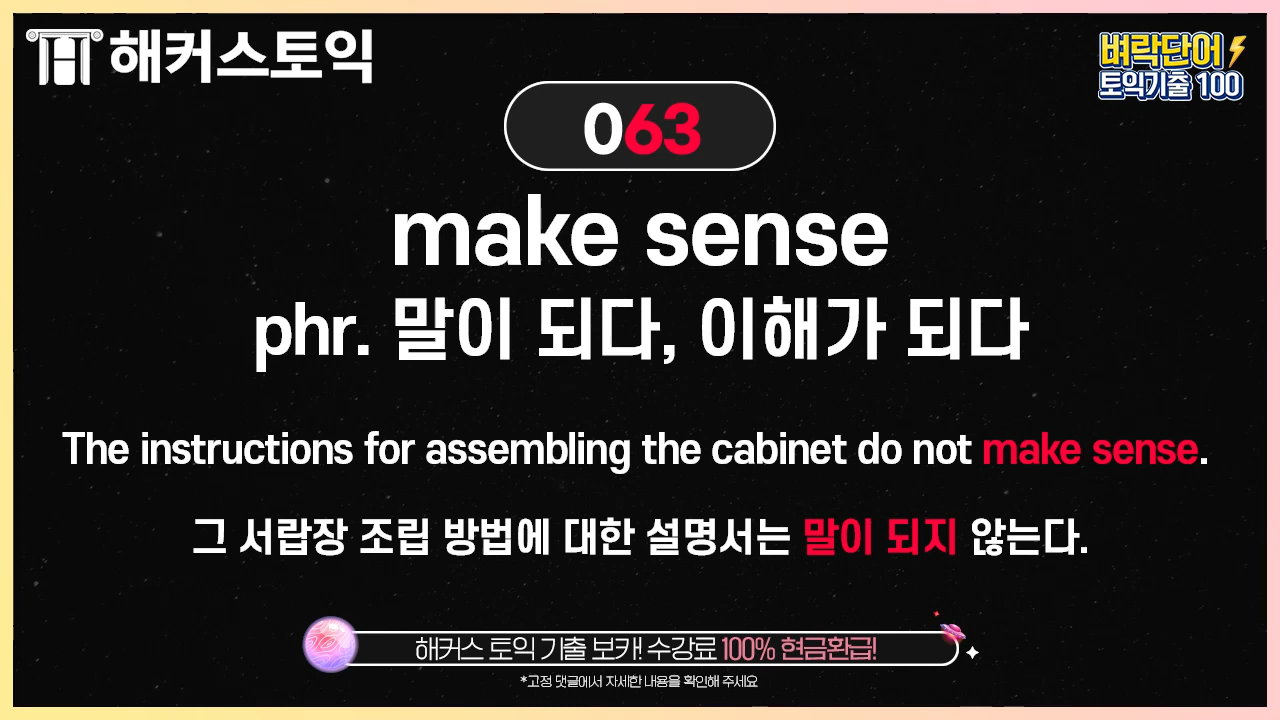 해커스토익
벼락단어
토익기출 100
063
make sense
phr. 말이 되다, 이해가 되다
The instructions for assembling the cabinet do not make sense.
그 서랍장 조립 방법에 대한 설명서는 말이 되지 않는다.
해커스 토익 기출 보카! 수강료 100% 현금환급!
*고정 댓글에서 자세한 내용을 확인해 주세요